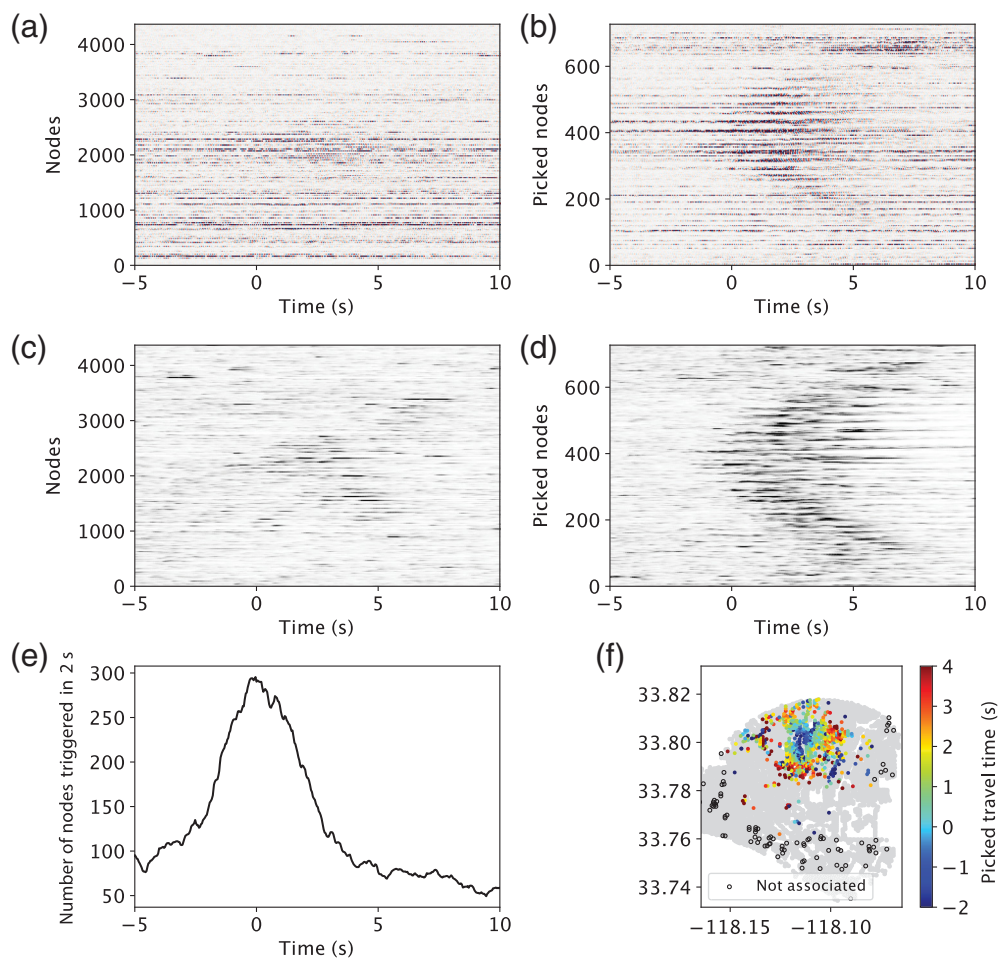 (a)
Nodes
4000
3000
2000
1000
0
−5 0 5 10
Time (s)
(b)
Picked nodes
600
400
200
0
−5 0 5 10
Time (s)
(c)
Nodes
4000
3000
2000
1000
0
−5 0 5 10
Time (s)
(d)
Picked nodes
600
400
200
0
−5 0 5 10
Time (s)
(e)
Number of nodes triggered in 2 s
300
250
200
150
100
50
−5 0 5 10
Time (s)
(f)
33.82
33.80
33.78
33.76
33.74
Not associated
−118.15 −118.10
4
3
2
1
0
−1
−2
Picked travel time (s)